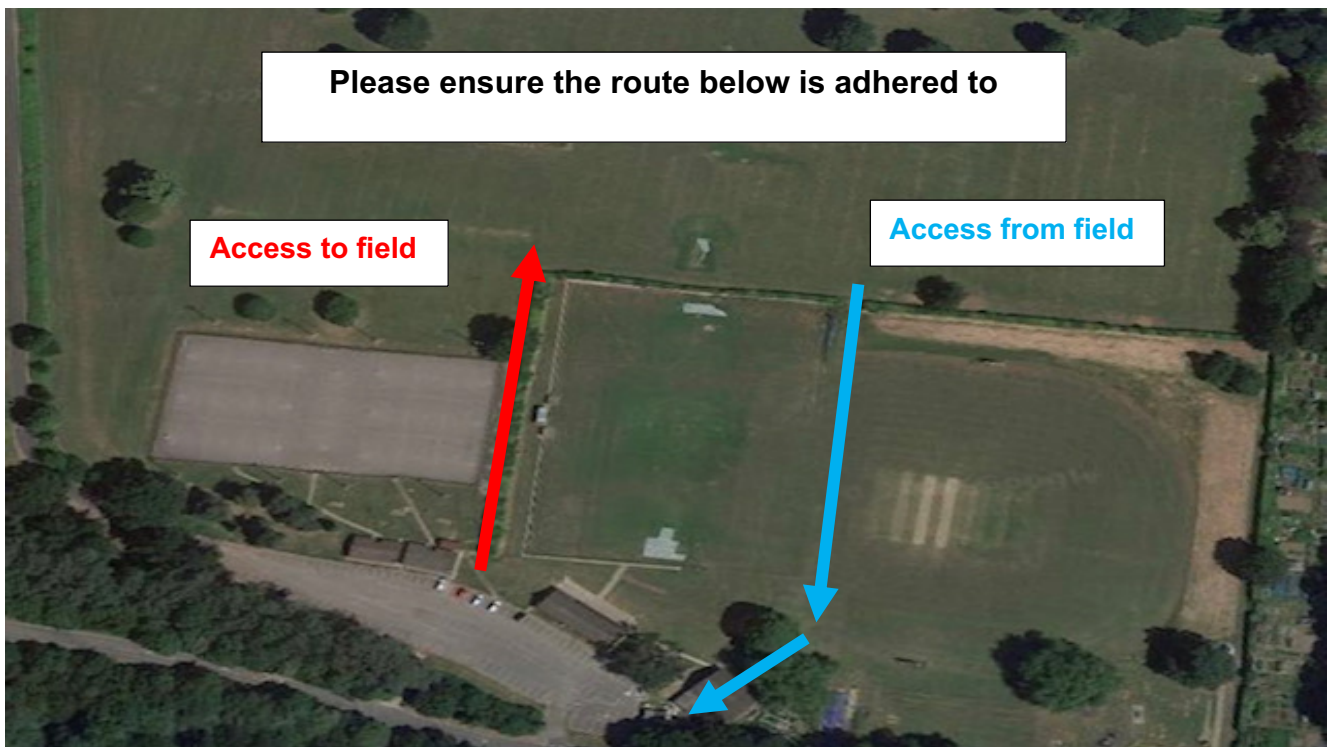 Please ensure the route below is adhered to
Access to field
Access from field